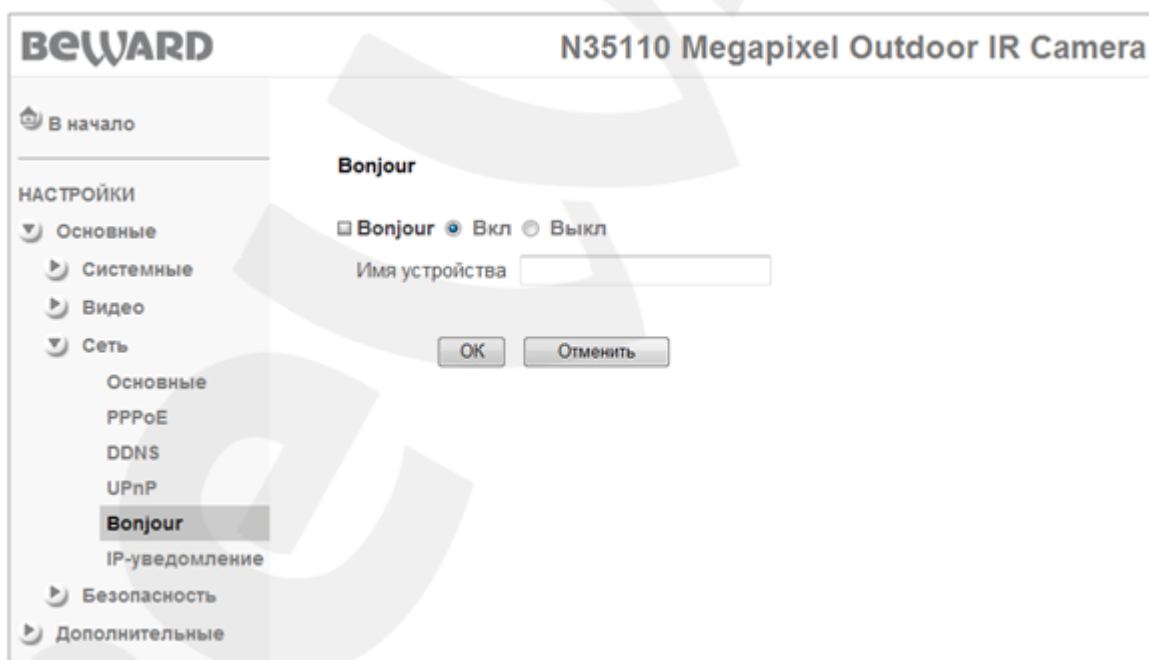 BEWARD
N35110 Megapixel Outdoor IR Camera
В начало
НАСТРОЙКИ
Основные
Системные
Видео
Сеть
Основные
PPPoE
DDNS
UPnP
Bonjour
IP-уведомление
Безопасность
Дополнительные
Bonjour
Bonjour Вкл Выкл
Имя устройства
OK Отменить